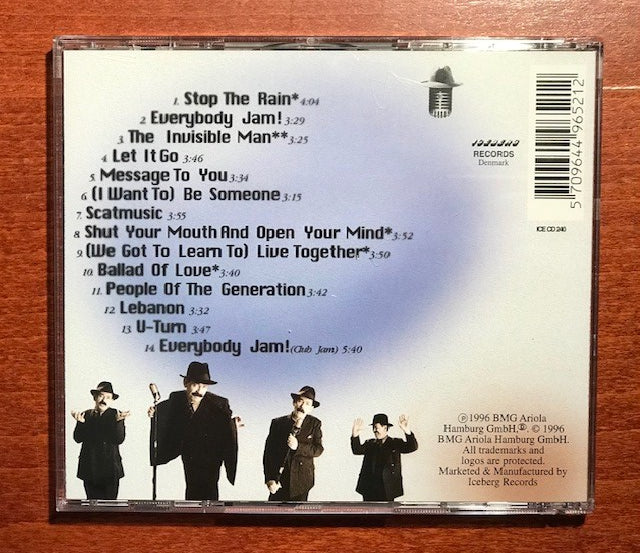 1. Stop The Rain* 4:04
2. Everybody Jam! 3:29
3. The Invisible Man** 3:25
4. Let It Go 3:46
5. Message To You 3:34
6. (I Want To) Be Someone 3:15
7. Scatmusic 3:55
8. Shut Your Mouth And Open Your Mind* 3:52
9. (We Got To Learn To) Live Together* 3:50
10. Ballad Of Love* 3:40
11. People Of The Generation 3:42
12. Lebanon 3:32
13. U-Turn 3:47
14. Everybody Jam! (Club Jam) 5:40
ICEBERG
RECORDS
Denmark
5 709644 965212
ICE CD 246
℗1996 BMG Ariola
Hamburg GmbH. © 1996
BMG Ariola Hamburg GmbH.
All trademarks and
logos are protected.
Marketed & Manufactured by
Iceberg Records